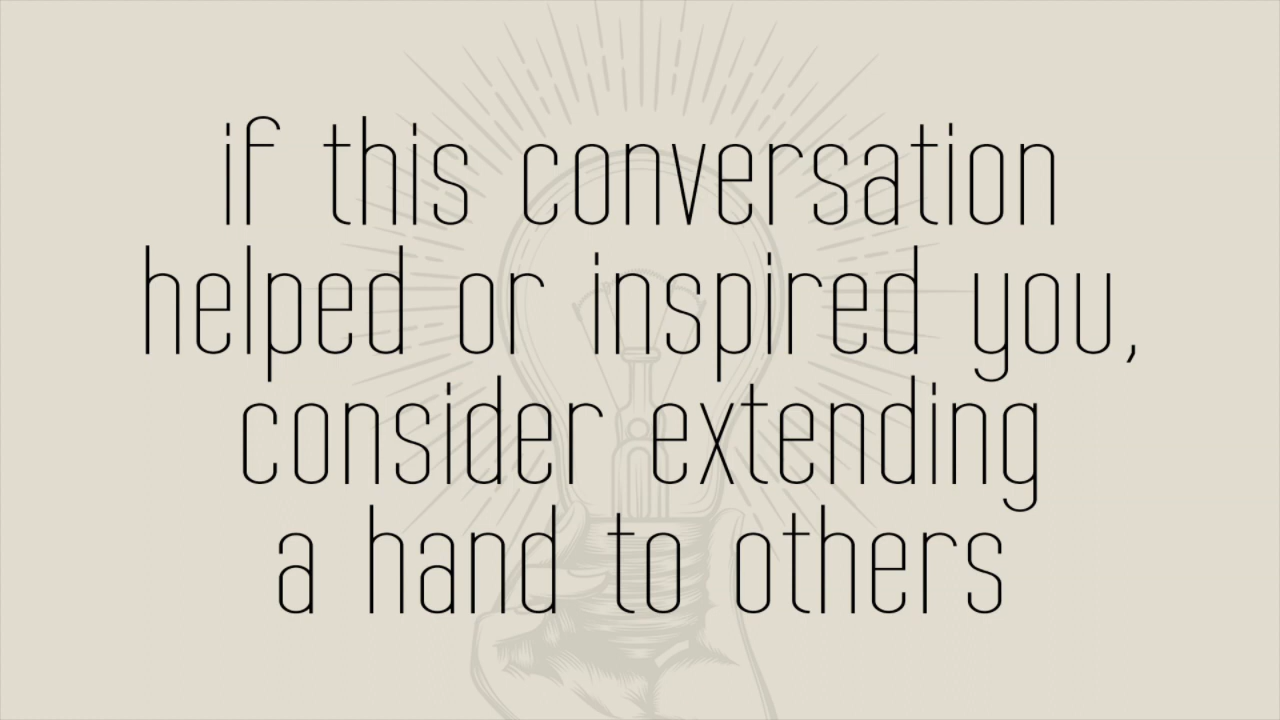 if this conversation
helped or inspired you,
consider extending
a hand to others